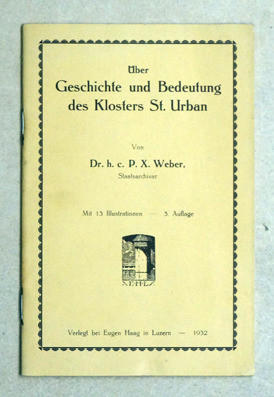 Über
Geschichte und Bedeutung
des Klosters St. Urban
Von
Dr. h. c. P. X. Weber,
Staatsarchivar
Mit 13 Illustrationen — 3. Auflage
Verlegt bei Eugen Haag in Luzern — 1932